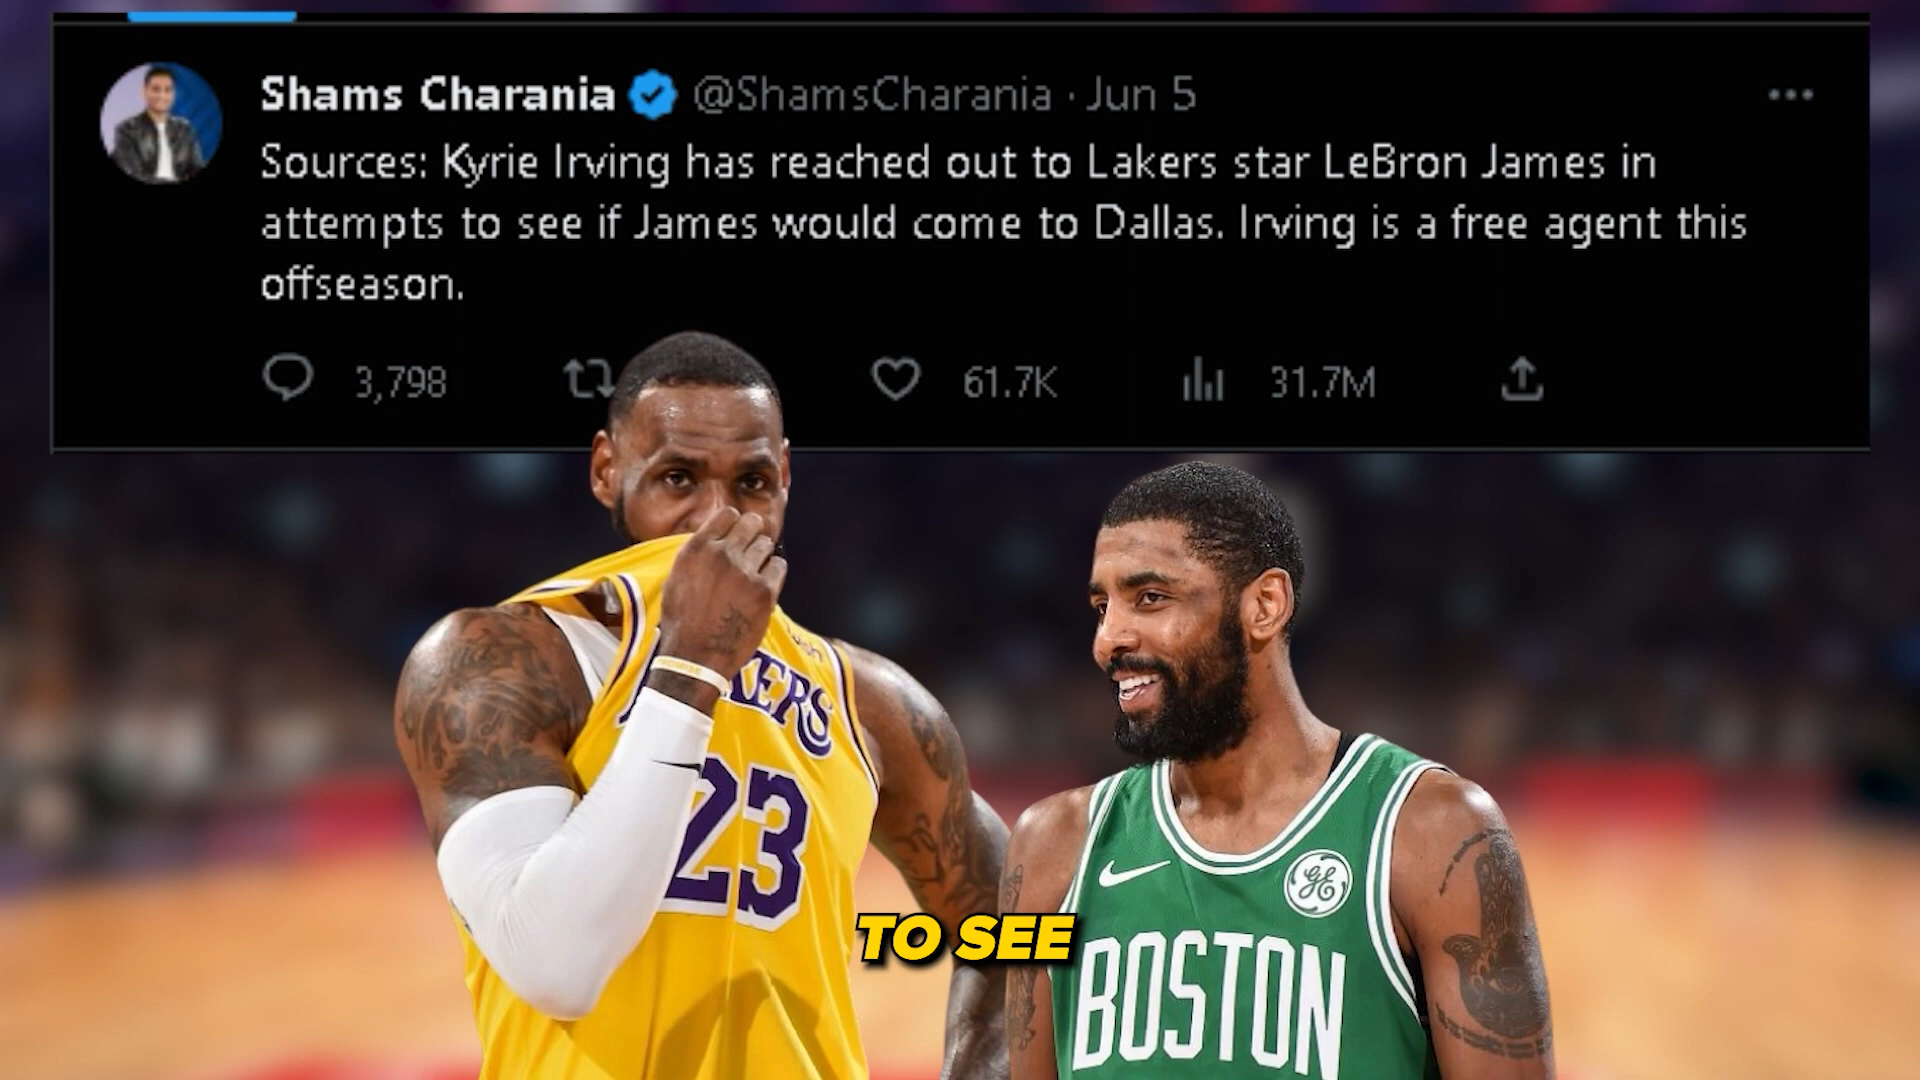 Shams Charania @ShamsCharania · Jun 5
Sources: Kyrie Irving has reached out to Lakers star LeBron James in
attempts to see if James would come to Dallas. Irving is a free agent this
offseason.
3,798 61.7K 31.7M
KERS
23
TO SEE
GE
BOSTON